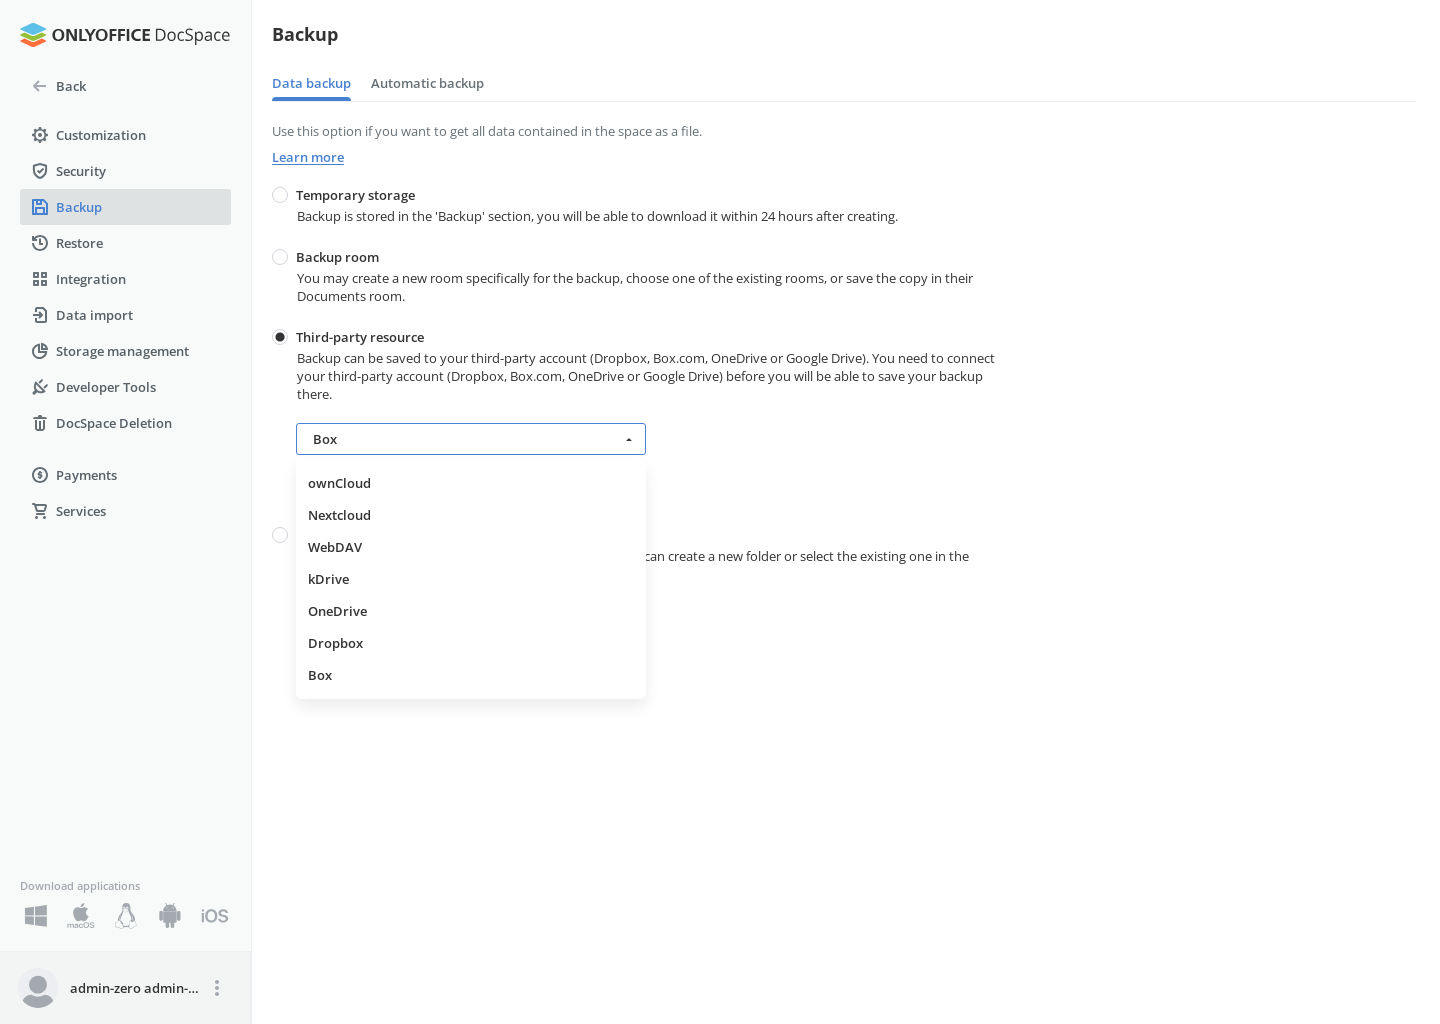 ONLYOFFICE DocSpace
Back
Customization
Security
Backup
Restore
Integration
Data import
Storage management
Developer Tools
DocSpace Deletion
Payments
Services
Download applications
macOS
iOS
admin-zero admin-...
Backup
Data backup
Automatic backup
Use this option if you want to get all data contained in the space as a file.
Learn more
Temporary storage
Backup is stored in the 'Backup' section, you will be able to download it within 24 hours after creating.
Backup room
You may create a new room specifically for the backup, choose one of the existing rooms, or save the copy in their
Documents room.
Third-party resource
Backup can be saved to your third-party account (Dropbox, Box.com, OneDrive or Google Drive). You need to connect
your third-party account (Dropbox, Box.com, OneDrive or Google Drive) before you will be able to save your backup
there.
Box
ownCloud
Nextcloud
WebDAV
can create a new folder or select the existing one in the
kDrive
OneDrive
Dropbox
Box